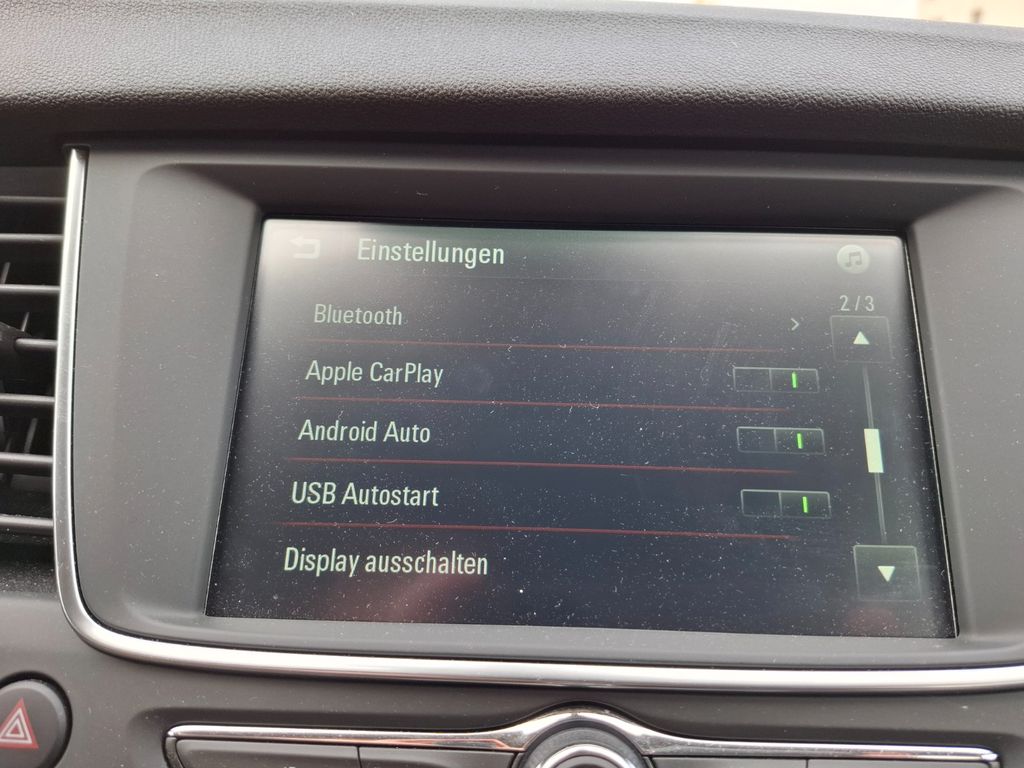 Einstellungen
2/3
Bluetooth
Apple CarPlay
Android Auto
USB Autostart
Display ausschalten